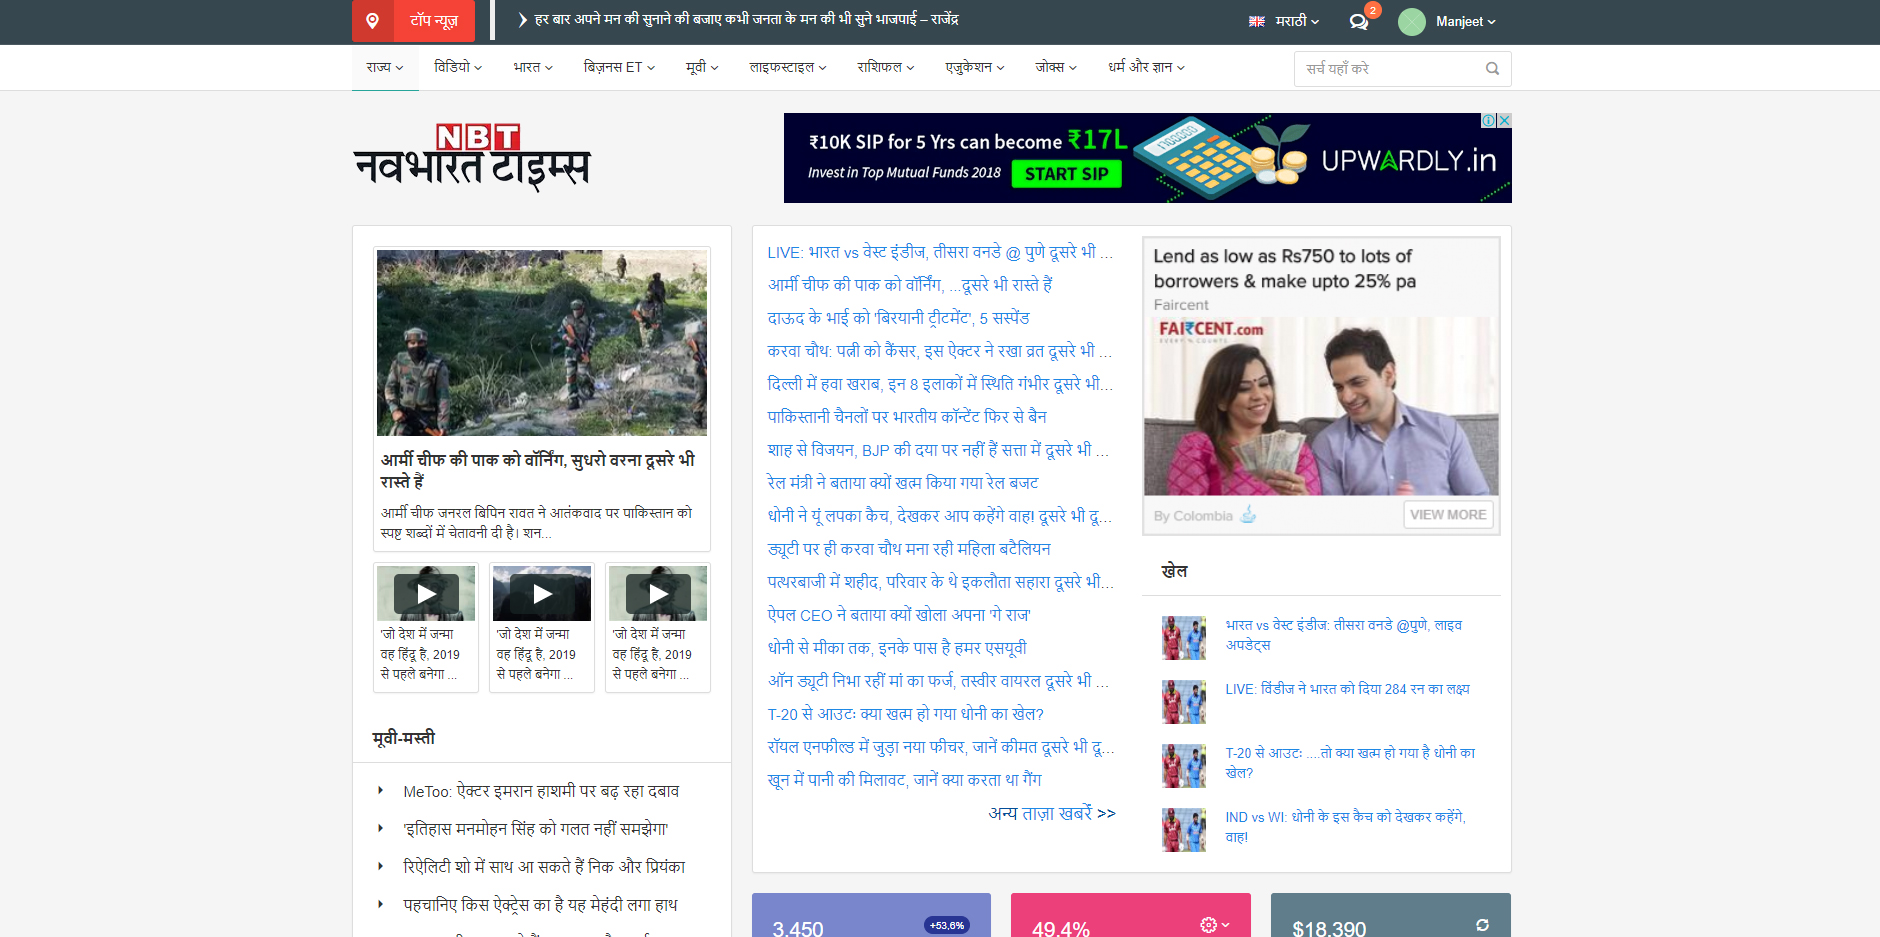 टॉप न्यूज़
हर बार अपने मन की सुनाने की बजाए कभी जनता के मन की भी सुने भाजपाई – राजेंद्र
मराठी
2
Manjeet
राज्य
विडियो
भारत
बिज़नस ET
मूवी
लाइफस्टाइल
राशिफल
एजुकेशन
जोक्स
धर्म और ज्ञान
सर्च यहाँ करे
NBT
नवभारत टाइम्स
₹10K SIP for 5 Yrs can become ₹17L
Invest in Top Mutual Funds 2018
START SIP
UPWARDLY.in
आर्मी चीफ की पाक को वॉर्निंग, सुधरो वरना दूसरे भी
रास्ते हैं
आर्मी चीफ जनरल बिपिन रावत ने आतंकवाद पर पाकिस्तान को
स्पष्ट शब्दों में चेतावनी दी है। शन...
'जो देश में जन्मा
वह हिंदू है, 2019
से पहले बनेगा ...
'जो देश में जन्मा
वह हिंदू है, 2019
से पहले बनेगा ...
'जो देश में जन्मा
वह हिंदू है, 2019
से पहले बनेगा ...
मूवी-मस्ती
MeToo: ऐक्टर इमरान हाशमी पर बढ़ रहा दबाव
'इतिहास मनमोहन सिंह को गलत नहीं समझेगा'
रिऐलिटी शो में साथ आ सकते हैं निक और प्रियंका
पहचानिए किस ऐक्ट्रेस का है यह मेहंदी लगा हाथ
LIVE: भारत vs वेस्ट इंडीज, तीसरा वनडे @ पुणे दूसरे भी ...
आर्मी चीफ की पाक को वॉर्निंग, ...दूसरे भी रास्ते हैं
दाऊद के भाई को 'बिरयानी ट्रीटमेंट', 5 सस्पेंड
करवा चौथ: पत्नी को कैंसर, इस ऐक्टर ने रखा व्रत दूसरे भी ...
दिल्ली में हवा खराब, इन 8 इलाकों में स्थिति गंभीर दूसरे भी...
पाकिस्तानी चैनलों पर भारतीय कॉन्टेंट फिर से बैन
शाह से विजयन, BJP की दया पर नहीं हैं सत्ता में दूसरे भी ...
रेल मंत्री ने बताया क्यों खत्म किया गया रेल बजट
धोनी ने यूं लपका कैच, देखकर आप कहेंगे वाह! दूसरे भी दू...
ड्यूटी पर ही करवा चौथ मना रही महिला बटैलियन
पत्थरबाजी में शहीद, परिवार के थे इकलौता सहारा दूसरे भी...
ऐपल CEO ने बताया क्यों खोला अपना 'गे राज'
धोनी से मीका तक, इनके पास है हमर एसयूवी
ऑन ड्यूटी निभा रहीं मां का फर्ज, तस्वीर वायरल दूसरे भी ...
T-20 से आउटः क्या खत्म हो गया धोनी का खेल?
रॉयल एनफील्ड में जुड़ा नया फीचर, जानें कीमत दूसरे भी दू...
खून में पानी की मिलावट, जानें क्या करता था गैंग
अन्य ताज़ा खबरें >>
Lend as low as Rs750 to lots of
borrowers & make upto 25% pa
Faircent
FAIRCENT.com
EVERY % COUNTS
By Colombia
VIEW MORE
खेल
भारत vs वेस्ट इंडीज: तीसरा वनडे @पुणे, लाइव
अपडेट्स
LIVE: विंडीज ने भारत को दिया 284 रन का लक्ष्य
T-20 से आउटः ....तो क्या खत्म हो गया है धोनी का
खेल?
IND vs WI: धोनी के इस कैच को देखकर कहेंगे,
वाह!
3,450
+53,6%
49.4%
$18,390